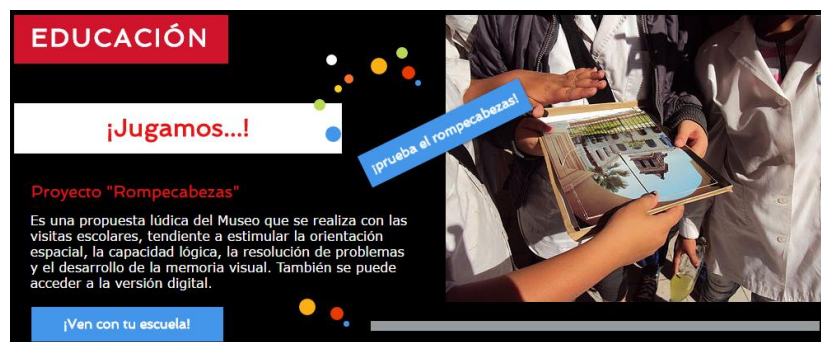 EDUCACIÓN
¡Jugamos...!
¡prueba el rompecabezas!
Proyecto "Rompecabezas"
Es una propuesta lúdica del Museo que se realiza con las
visitas escolares, tendiente a estimular la orientación
espacial, la capacidad lógica, la resolución de problemas
y el desarrollo de la memoria visual. También se puede
acceder a la versión digital.
¡Ven con tu escuela!